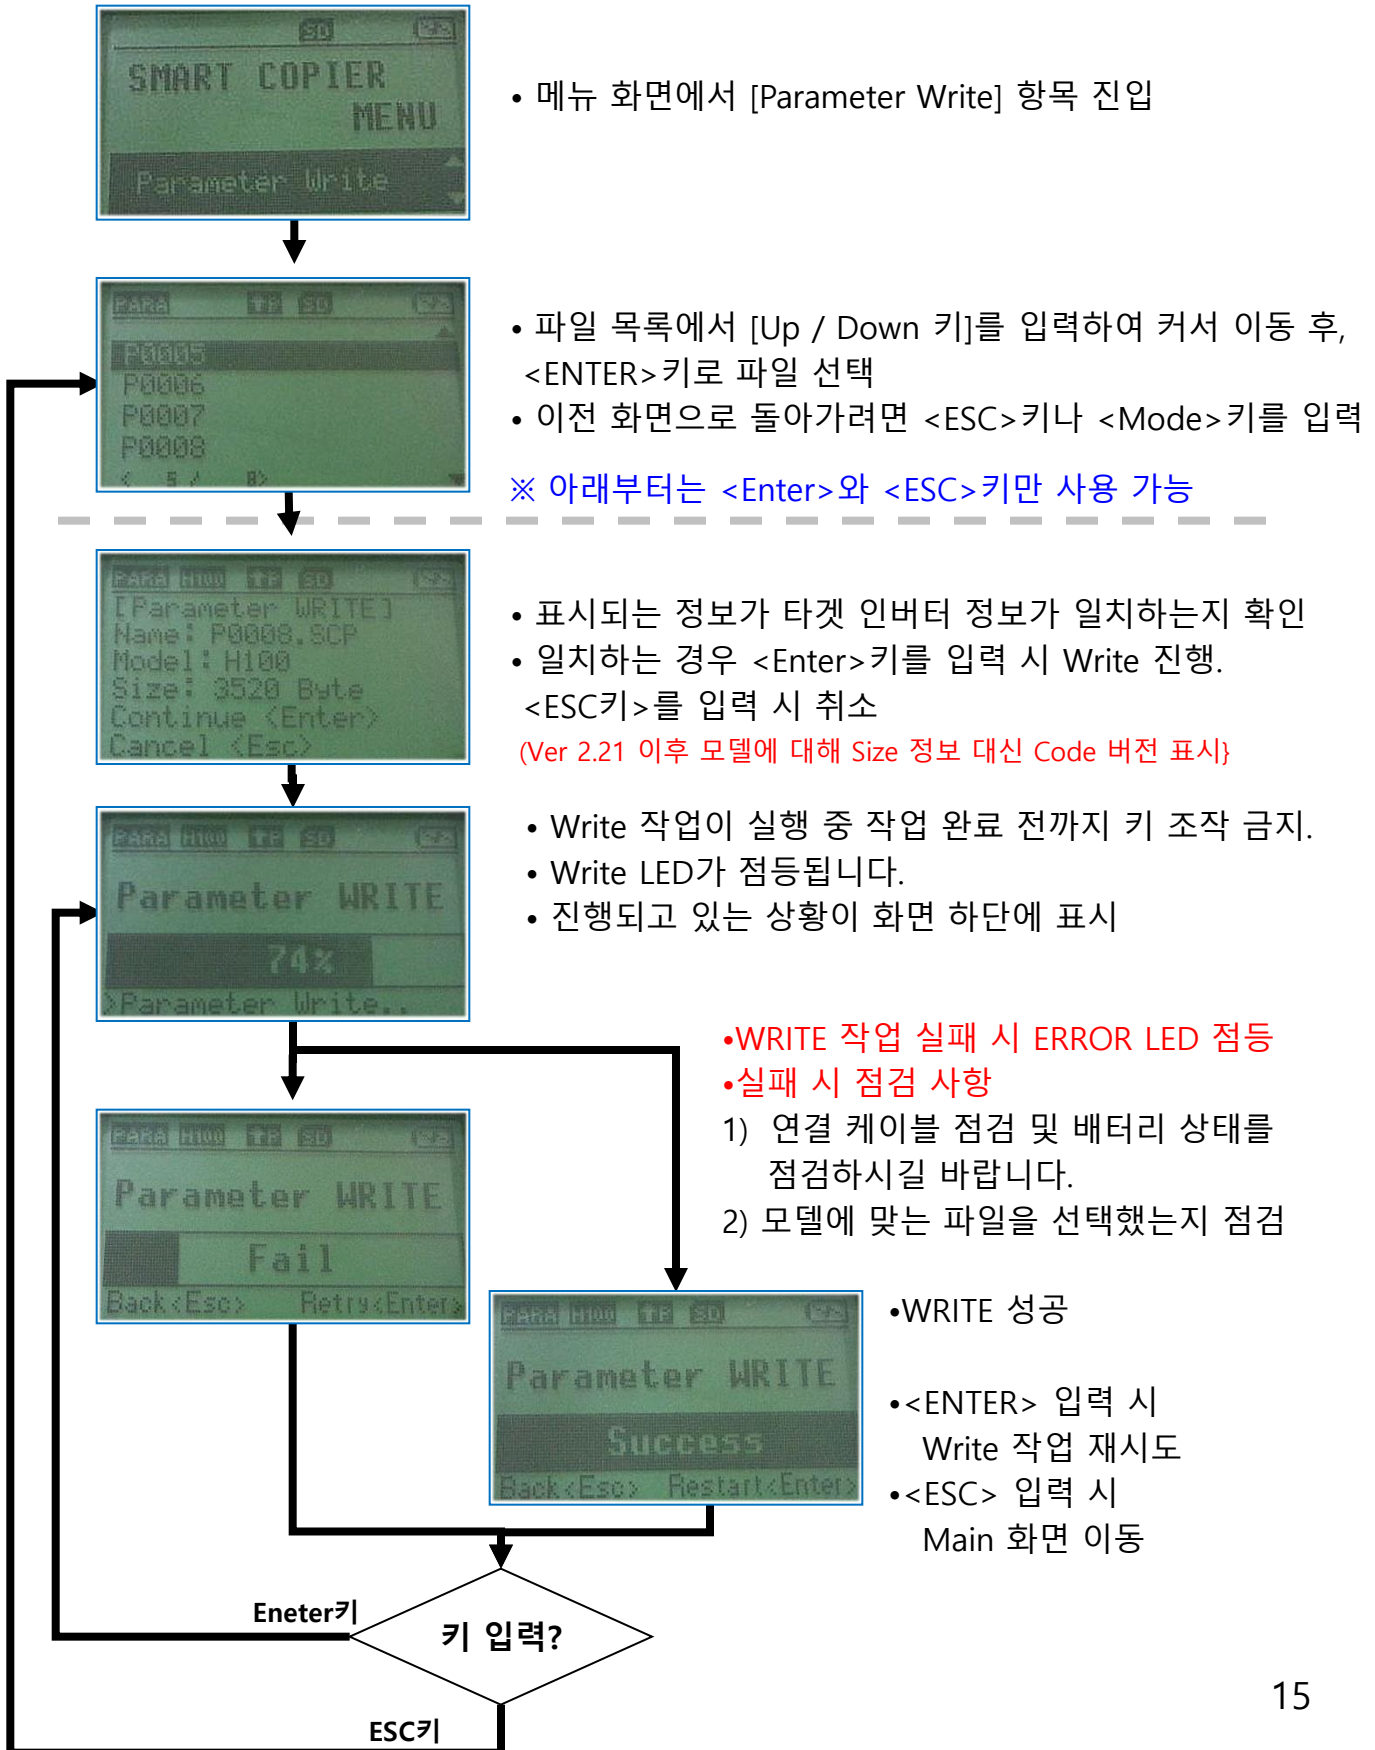 SD
SMART COPIER
MENU
Parameter Write
• 메뉴 화면에서 [Parameter Write] 항목 진입
PARA SD
P0005
P0006
P0007
P0008
< 5 / 8>
• 파일 목록에서 [Up / Down 키]를 입력하여 커서 이동 후,
<ENTER>키로 파일 선택
• 이전 화면으로 돌아가려면 <ESC>키나 <Mode>키를 입력
※ 아래부터는 <Enter>와 <ESC>키만 사용 가능
PARA H100 SD
[Parameter WRITE]
Name: P0008.SCP
Model: H100
Size: 3520 Byte
Continue <Enter>
Cancel <Esc>
• 표시되는 정보가 타겟 인버터 정보가 일치하는지 확인
• 일치하는 경우 <Enter>키를 입력 시 Write 진행.
<ESC키>를 입력 시 취소
(Ver 2.21 이후 모델에 대해 Size 정보 대신 Code 버전 표시}
PARA H100 SD
Parameter WRITE
74%
>Parameter Write..
• Write 작업이 실행 중 작업 완료 전까지 키 조작 금지.
• Write LED가 점등됩니다.
• 진행되고 있는 상황이 화면 하단에 표시
•WRITE 작업 실패 시 ERROR LED 점등
•실패 시 점검 사항
1) 연결 케이블 점검 및 배터리 상태를
점검하시길 바랍니다.
2) 모델에 맞는 파일을 선택했는지 점검
PARA H100 SD
Parameter WRITE
Fail
Back<Esc> Retry<Enter>
PARA H100 SD
Parameter WRITE
Success
Back<Esc> Restart<Enter>
•WRITE 성공
•<ENTER> 입력 시
Write 작업 재시도
•<ESC> 입력 시
Main 화면 이동
Eneter키
키 입력?
ESC키
15